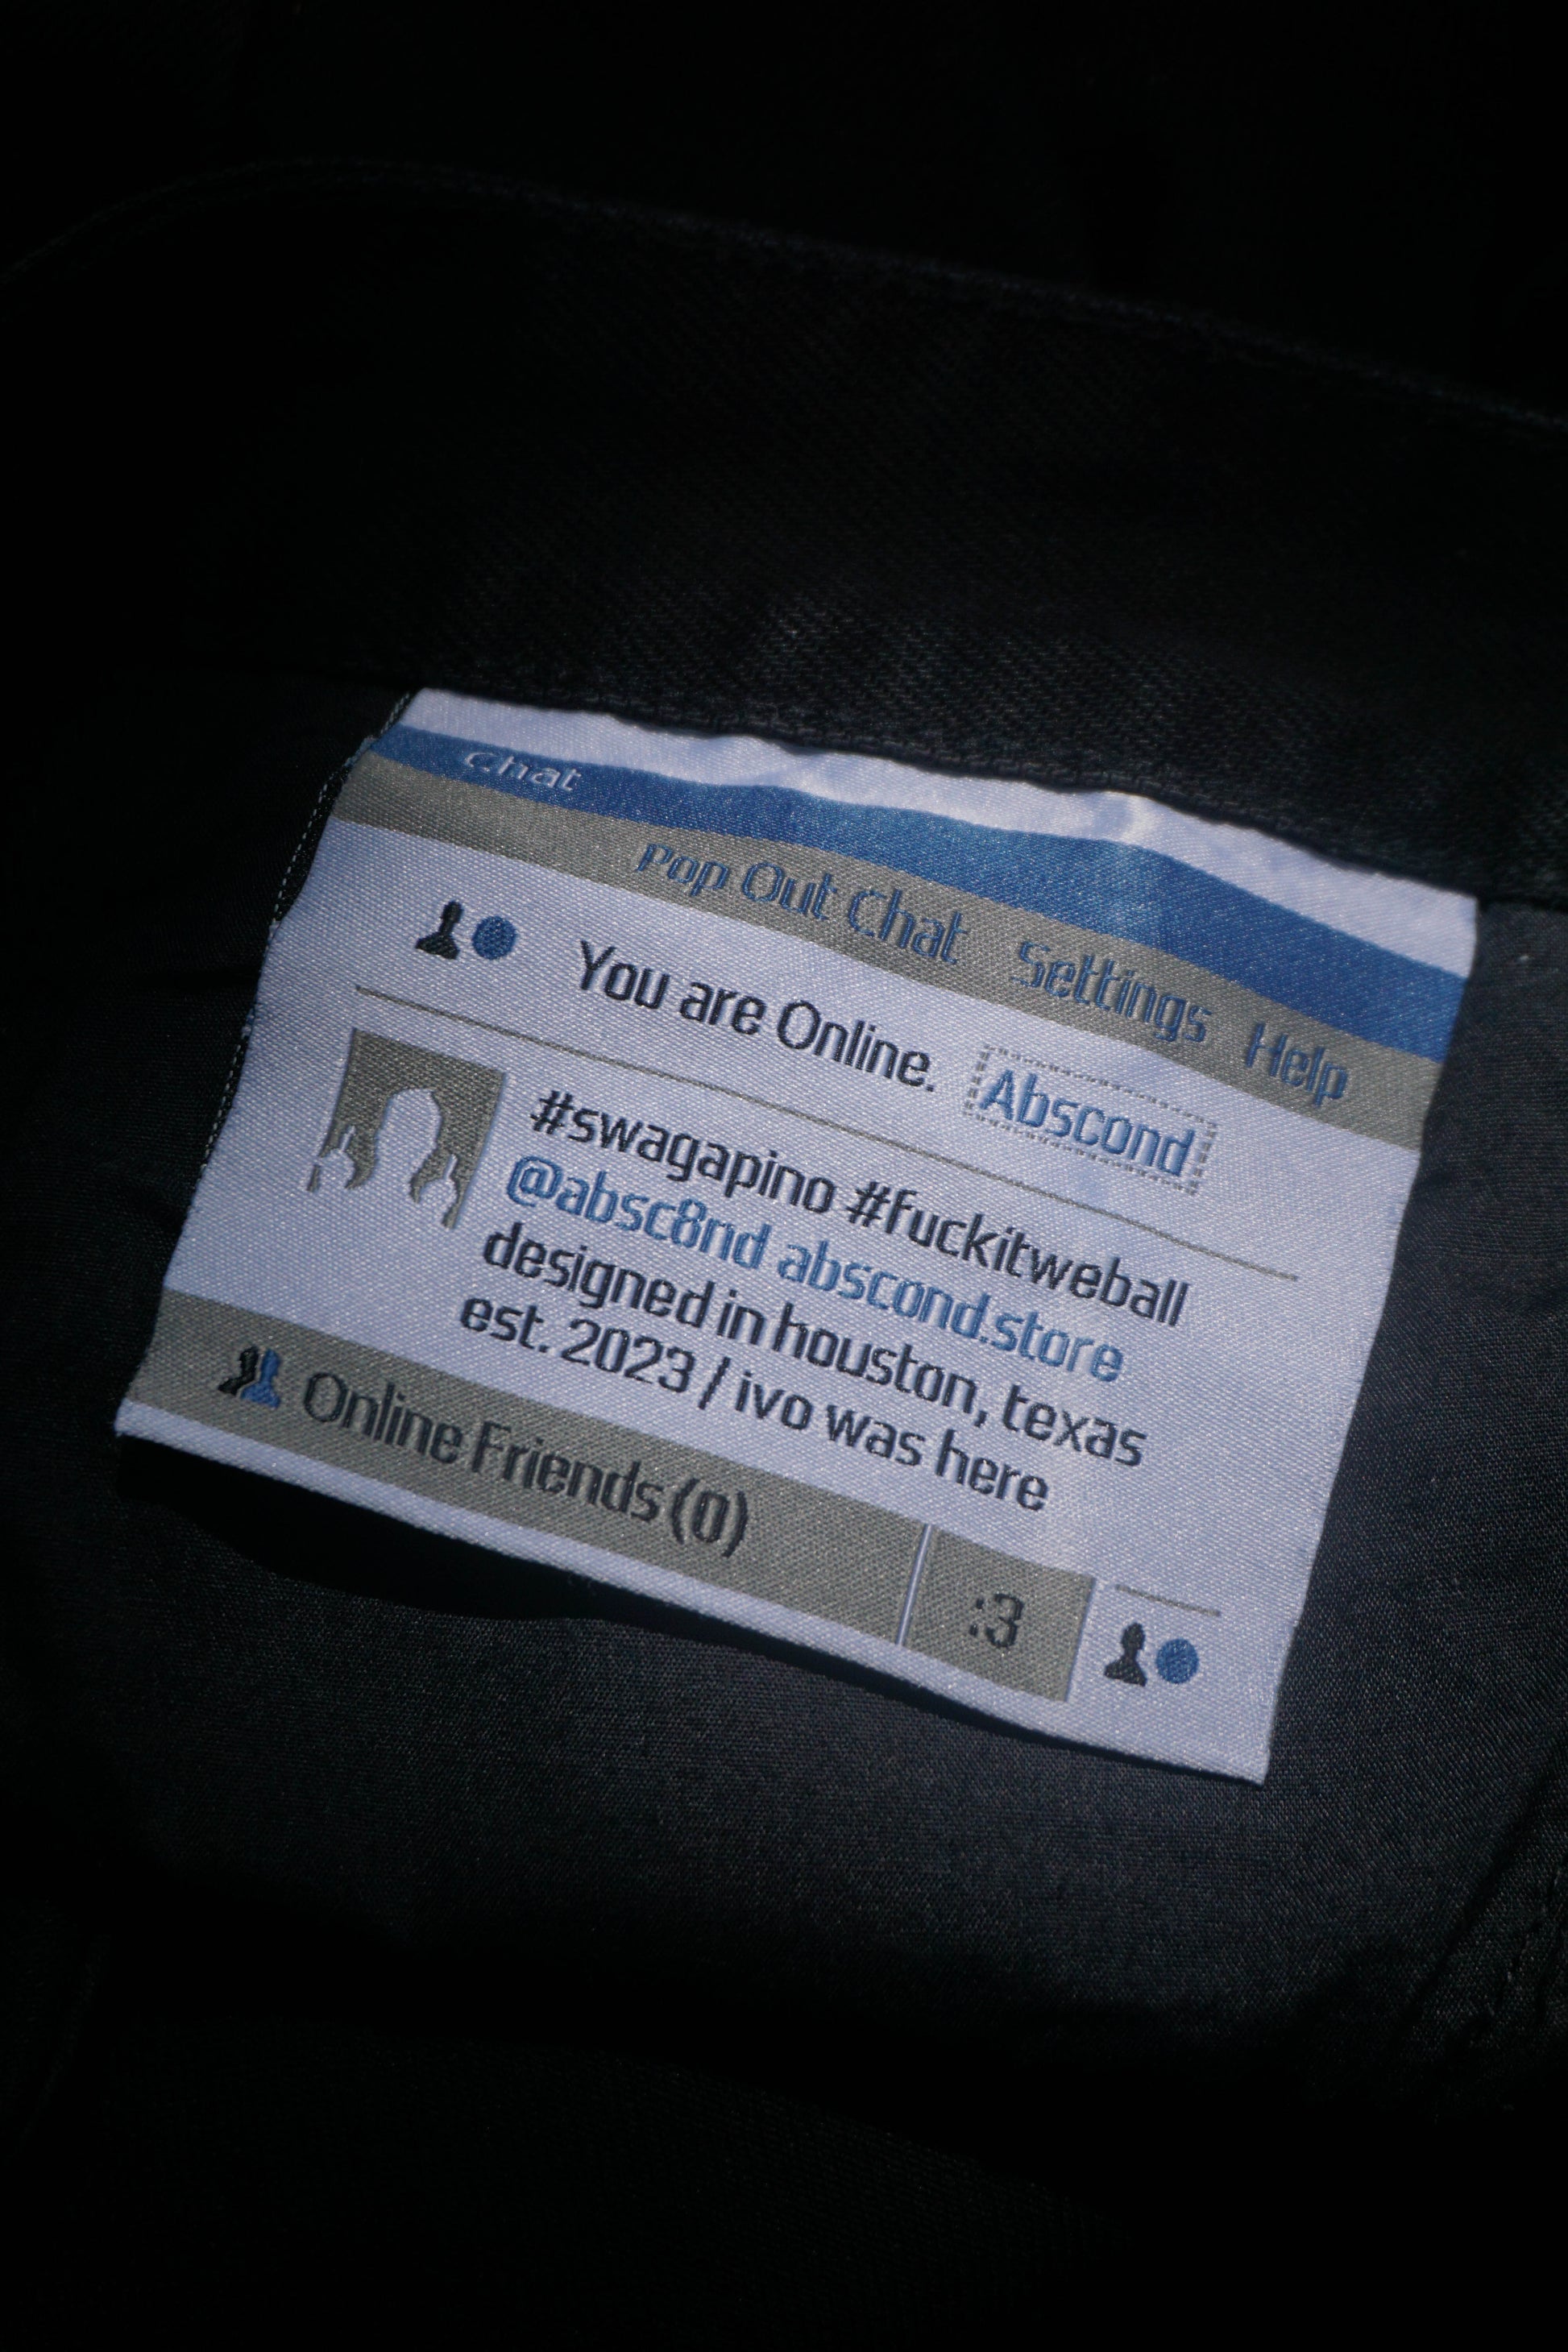 Chat
Pop Out Chat Settings Help
You are Online. Abscond
#swagapino #fuckitweball
@absc8nd abscond.store
designed in houston, texas
est. 2023 / ivo was here
Online Friends (0)
:3